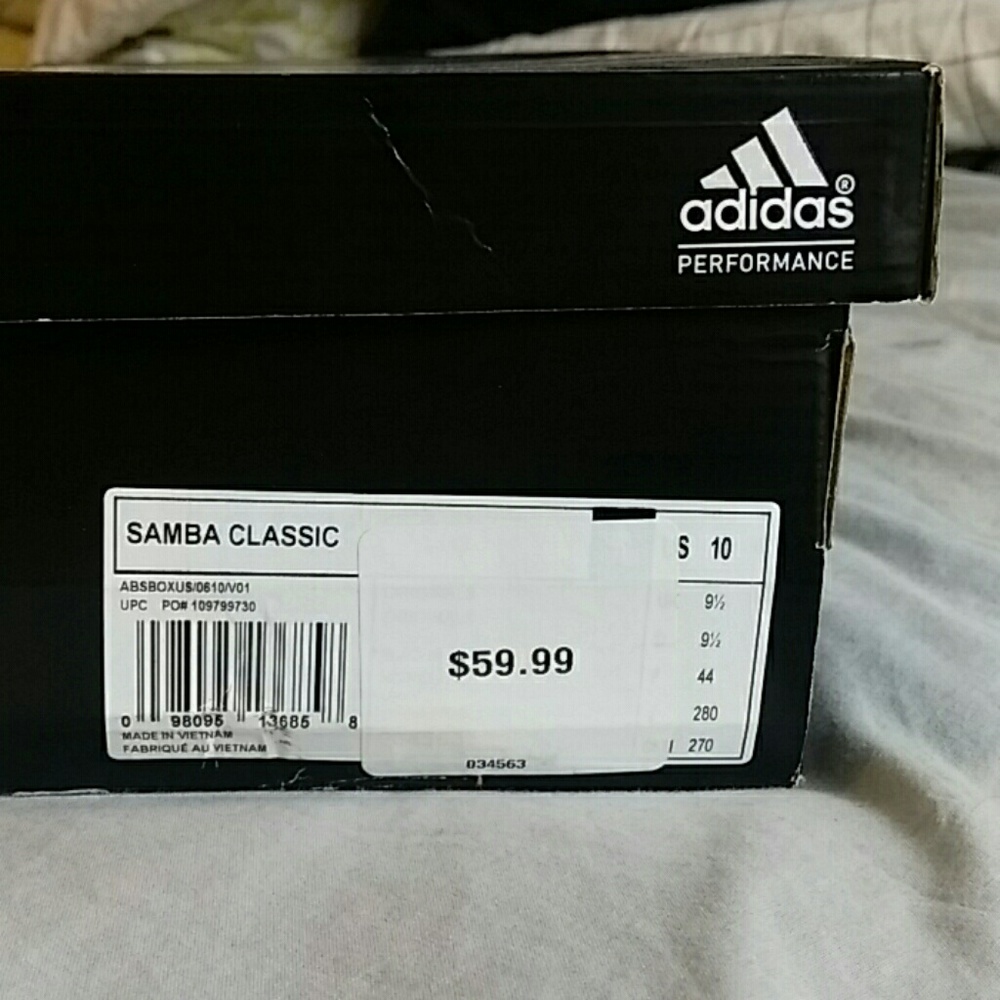 adidas®
PERFORMANCE
SAMBA CLASSIC
S 10
ABSBOXUS/0610/V01
UPC PO# 109799730
9½
9½
44
280
270
$59.99
0 98095 13685 8
MADE IN VIETNAM
FABRIQUÉ AU VIETNAM
034563